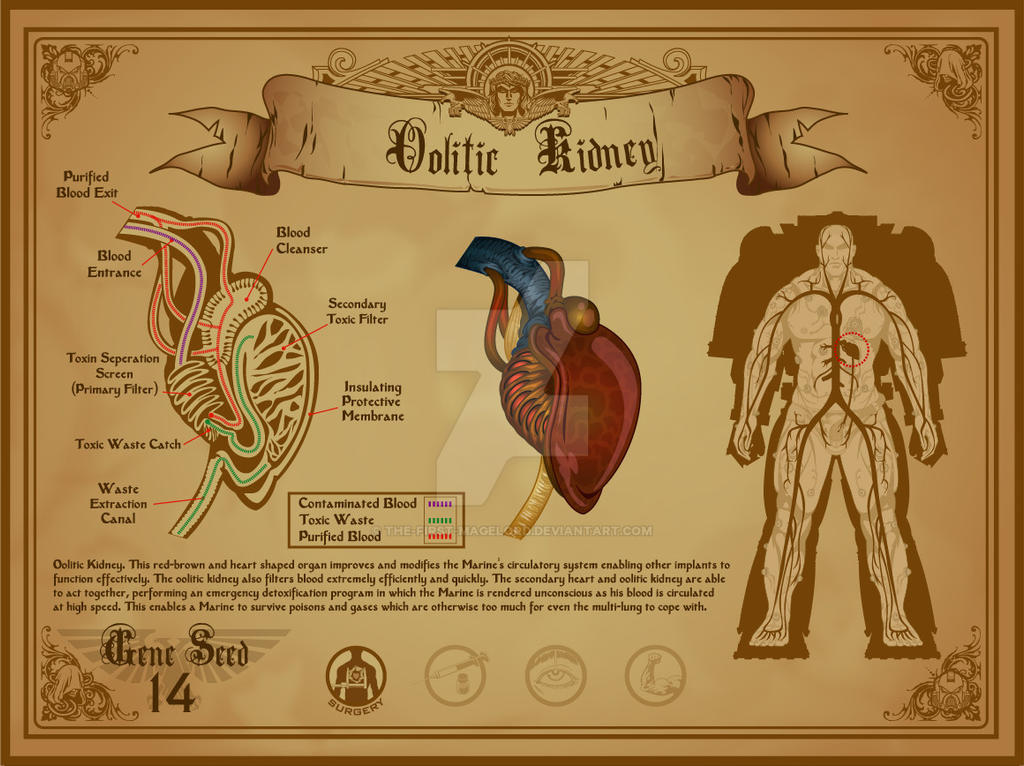 Oolitic Kidney
Purified
Blood Exit
Blood
Entrance
Blood
Cleanser
Secondary
Toxic Filter
Toxin Seperation
Screen
(Primary Filter)
Insulating
Protective
Membrane
Toxic Waste Catch
Waste
Extraction
Canal
Contaminated Blood
Toxic Waste
Purified Blood
THE-FIRST-MAGELORD.DEVIANTART.COM
Oolitic Kidney. This red-brown and heart shaped organ improves and modifies the Marine's circulatory system enabling other implants to
function effectively. The oolitic kidney also filters blood extremely efficiently and quickly. The secondary heart and oolitic kidney are able
to act together, performing an emergency detoxification program in which the Marine is rendered unconscious as his blood is circulated
at high speed. This enables a Marine to survive poisons and gases which are otherwise too much for even the multi-lung to cope with.
Gene Seed
14
SURGERY